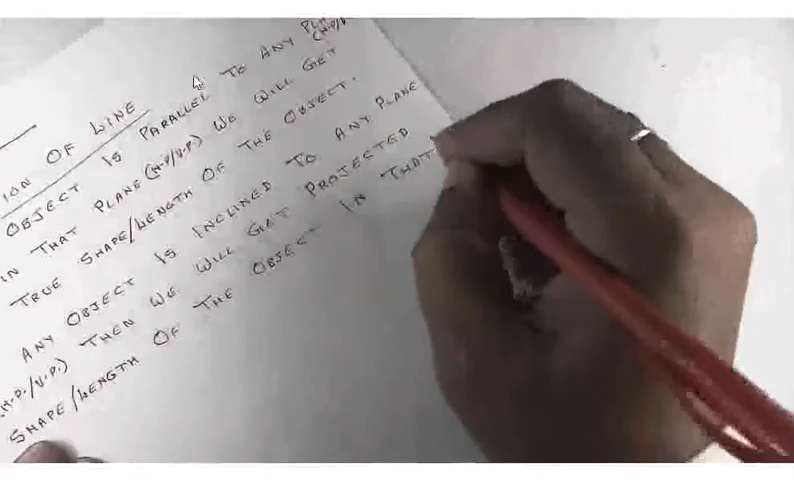 ION OF LINE
OBJECT IS PARALLEL TO ANY PLN (H.P/V
IN THAT PLANE (H.P/V.P) WE WILL GET
TRUE SHAPE/LENGTH OF THE OBJECT.
ANY OBJECT IS INCLINED TO ANY PLANE
(H.P./V.P.) THEN WE WILL GET PROJECTED
SHAPE/LENGTH OF THE OBJECT IN THAT